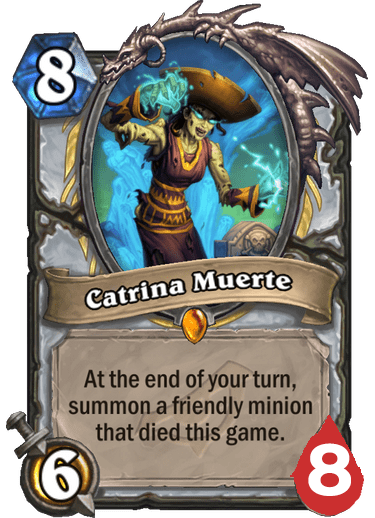 8
Catrina Muerte
At the end of your turn,
summon a friendly minion
that died this game.
6
8